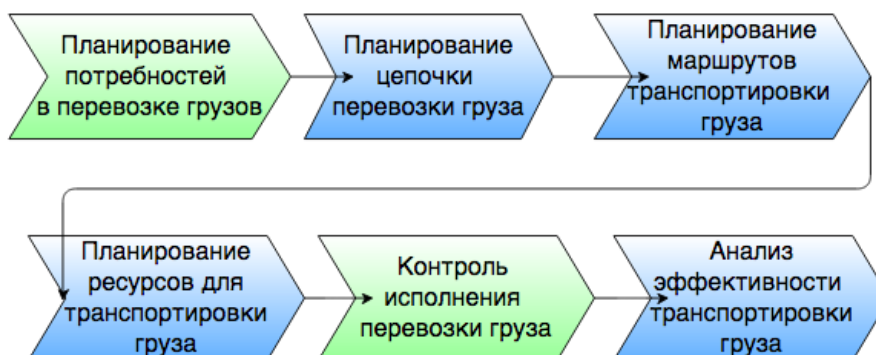 Планирование
потребностей
в перевозке грузов
Планирование
цепочки
перевозки груза
Планирование
маршрутов
транспортировки
груза
Планирование
ресурсов для
транспортировки
груза
Контроль
исполнения
перевозки груза
Анализ
эффективности
транспортировки
груза